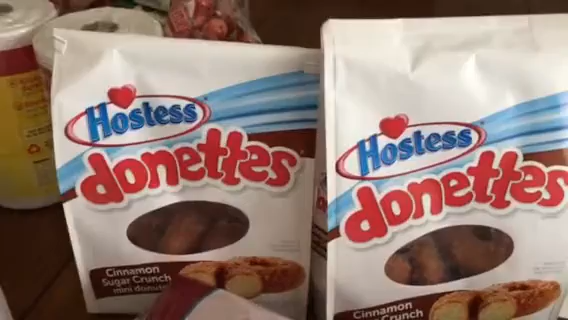 Hostess
donettes
Cinnamon
Sugar Crunch
mini donuts
Hostess
donettes
Cinnamon
Crunch